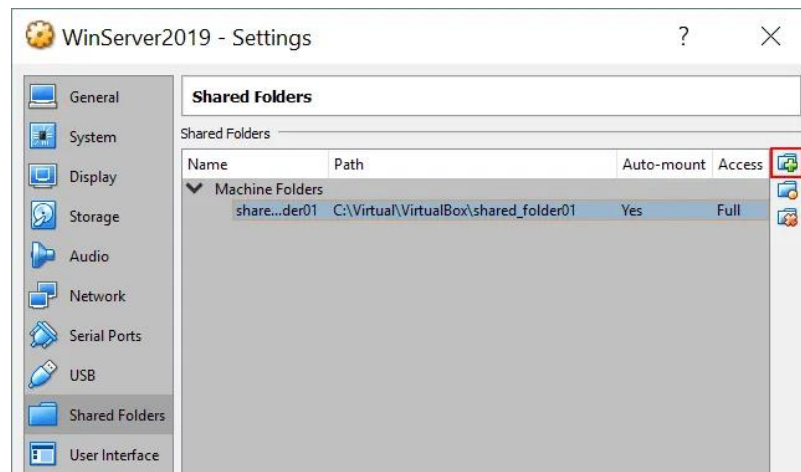 WinServer2019 - Settings ?
General
System
Display
Storage
Audio
Network
Serial Ports
USB
Shared Folders
User Interface
Shared Folders
Shared Folders
Name Path Auto-mount Access
Machine Folders
share...der01 C:\Virtual\VirtualBox\shared_folder01 Yes Full